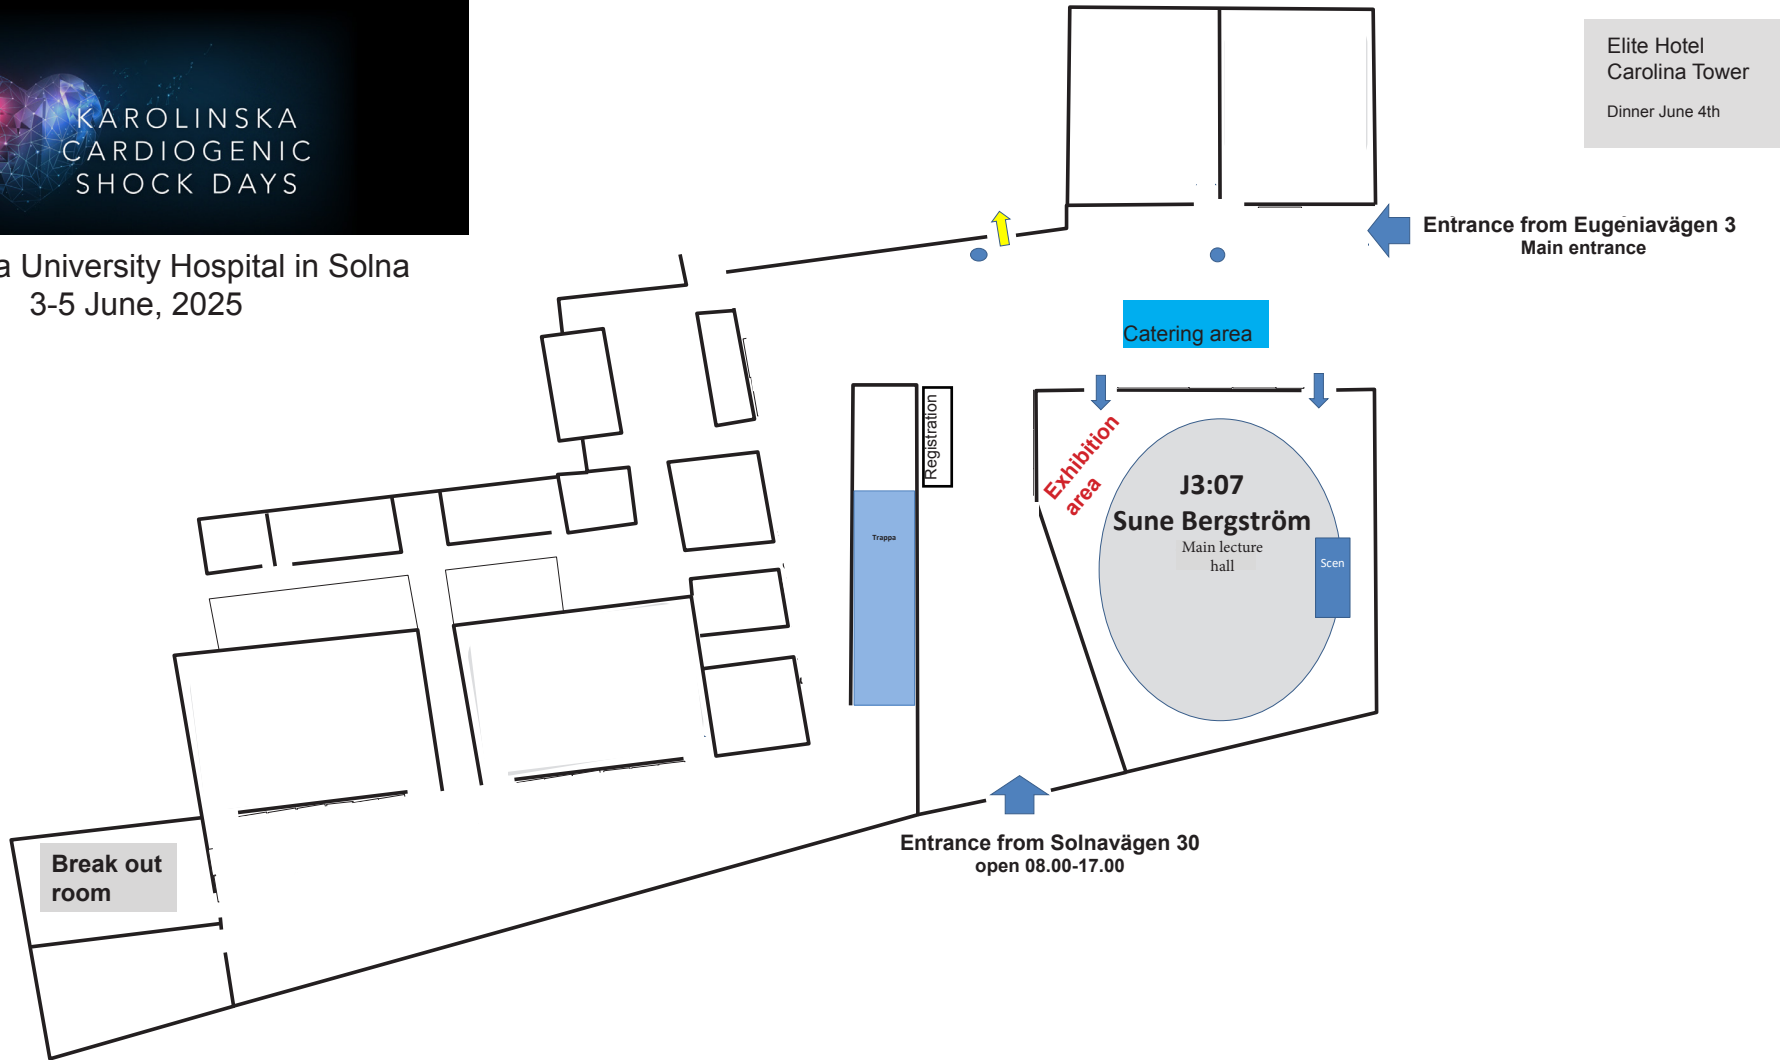 KAROLINSKA
CARDIOGENIC
SHOCK DAYS
a University Hospital in Solna
3-5 June, 2025
Elite Hotel
Carolina Tower
Dinner June 4th
Entrance from Eugeniavägen 3
Main entrance
Catering area
Registration
Exhibition
area
J3:07
Sune Bergström
Main lecture
hall
Scen
Trappa
Entrance from Solnavägen 30
open 08.00-17.00
Break out
room